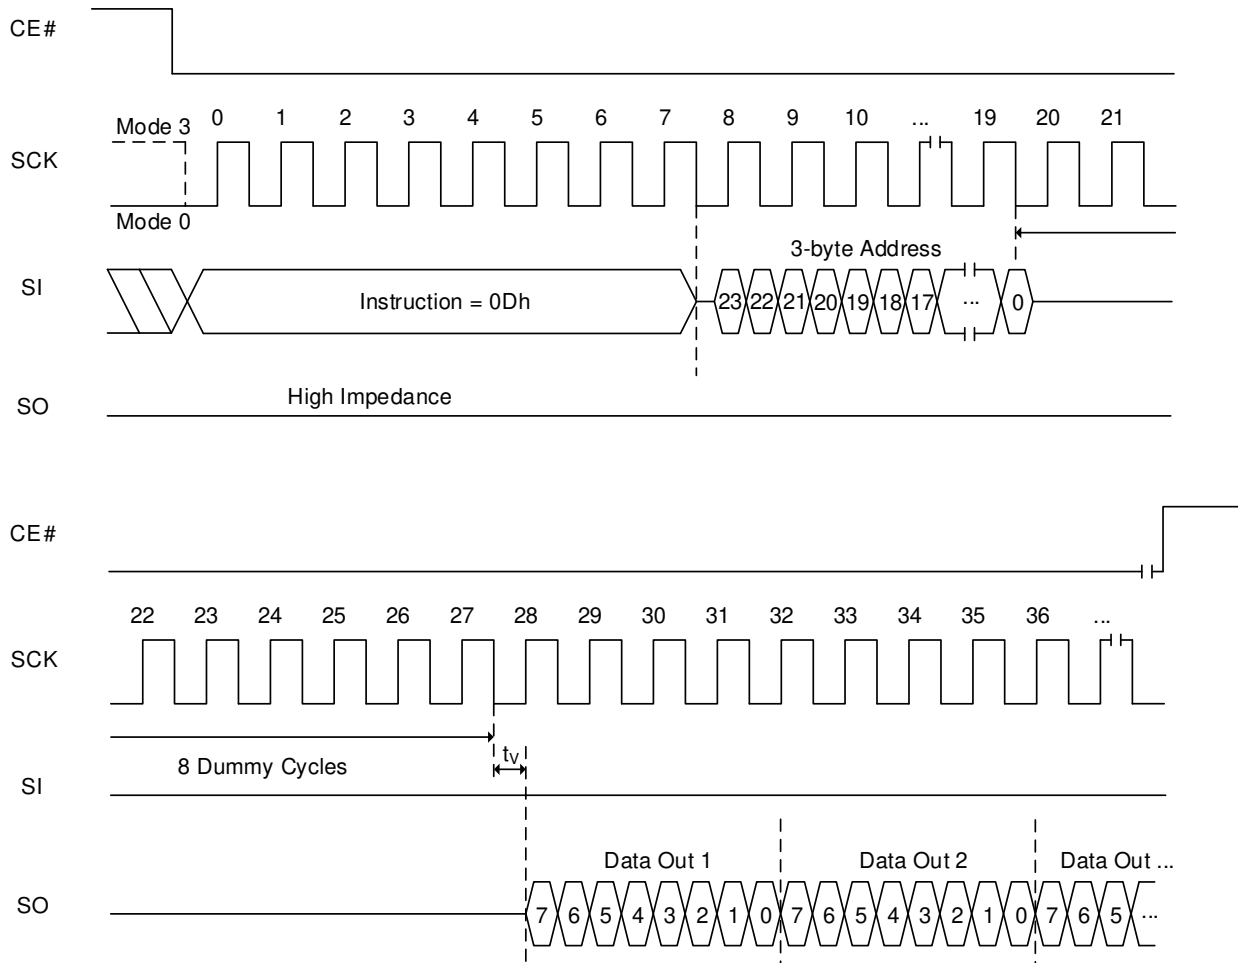 CE#
0 1 2 3 4 5 6 7 8 9 10 ... 19 20 21
Mode 3
SCK
Mode 0
3-byte Address
SI
Instruction = 0Dh
23 22 21 20 19 18 17 ... 0
High Impedance
SO
CE#
22 23 24 25 26 27 28 29 30 31 32 33 34 35 36 ...
SCK
tV
8 Dummy Cycles
SI
Data Out 1 Data Out 2 Data Out ...
SO
7 6 5 4 3 2 1 0 7 6 5 4 3 2 1 0 7 6 5 ...